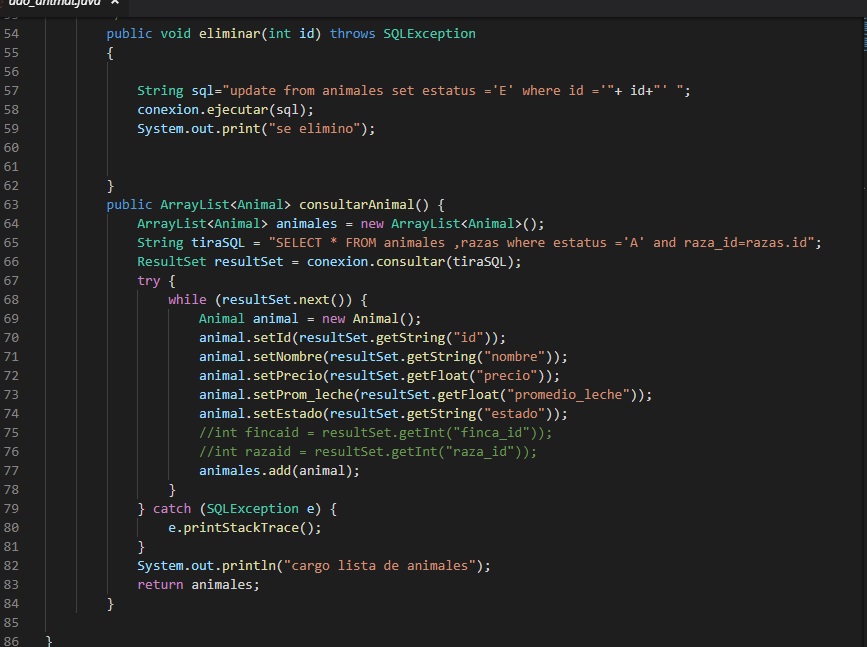 dao_animal.java ×
53
54 public void eliminar(int id) throws SQLException
55 {
56
57 String sql="update from animales set estatus ='E' where id ='"+ id+"' ";
58 conexion.ejecutar(sql);
59 System.out.print("se elimino");
60
61
62 }
63 public ArrayList<Animal> consultarAnimal() {
64 ArrayList<Animal> animales = new ArrayList<Animal>();
65 String tiraSQL = "SELECT * FROM animales ,razas where estatus ='A' and raza_id=razas.id";
66 ResultSet resultSet = conexion.consultar(tiraSQL);
67 try {
68 while (resultSet.next()) {
69 Animal animal = new Animal();
70 animal.setId(resultSet.getString("id"));
71 animal.setNombre(resultSet.getString("nombre"));
72 animal.setPrecio(resultSet.getFloat("precio"));
73 animal.setProm_leche(resultSet.getFloat("promedio_leche"));
74 animal.setEstado(resultSet.getString("estado"));
75 //int fincaid = resultSet.getInt("finca_id"));
76 //int razaid = resultSet.getInt("raza_id"));
77 animales.add(animal);
78 }
79 } catch (SQLException e) {
80 e.printStackTrace();
81 }
82 System.out.println("cargo lista de animales");
83 return animales;
84 }
85
86 }